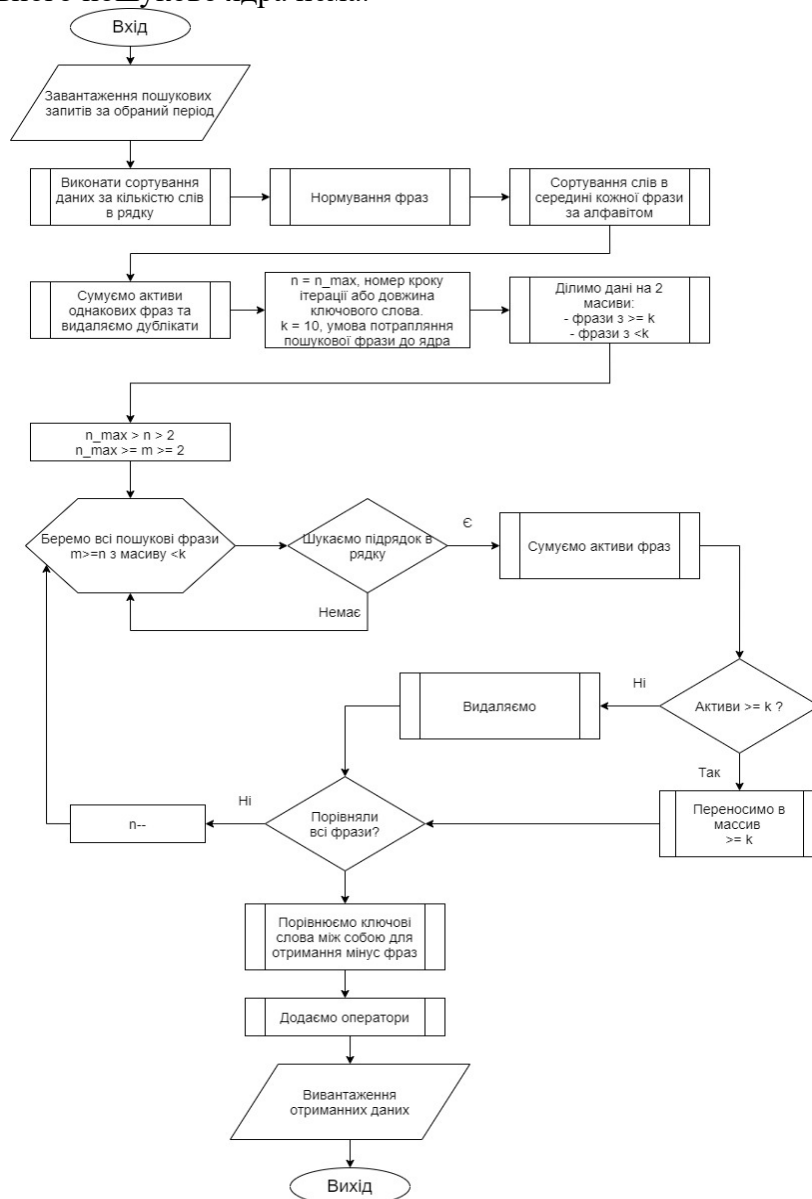 пошуково ядра нема.
Вхід
Завантаження пошукових
запитів за обраний період
Виконати сортування
даних за кількістю слів
в рядку
Нормування фраз
Сортування слів в
середині кожної фрази
за алфавітом
Сумуємо активи
однакових фраз та
видаляємо дублікати
n = n_max, номер кроку
ітерації або довжина
ключового слова.
k = 10, умова потрапляння
пошукової фрази до ядра
Ділимо дані на 2
масиви:
- фрази з >= k
- фрази з <k
n_max > n > 2
n_max >= m >= 2
Беремо всі пошукові фрази
m>=n з масиву <k
Шукаємо підрядок в
рядку
Є
Сумуємо активи фраз
Немає
Активи >= k ?
Ні
Видаляємо
Так
Переносимо в
массив
>= k
Порівняли
всі фрази?
Ні
n--
Порівнюємо ключові
слова між собою для
отримання мінус фраз
Додаємо оператори
Вивантаження
отриманних даних
Вихід